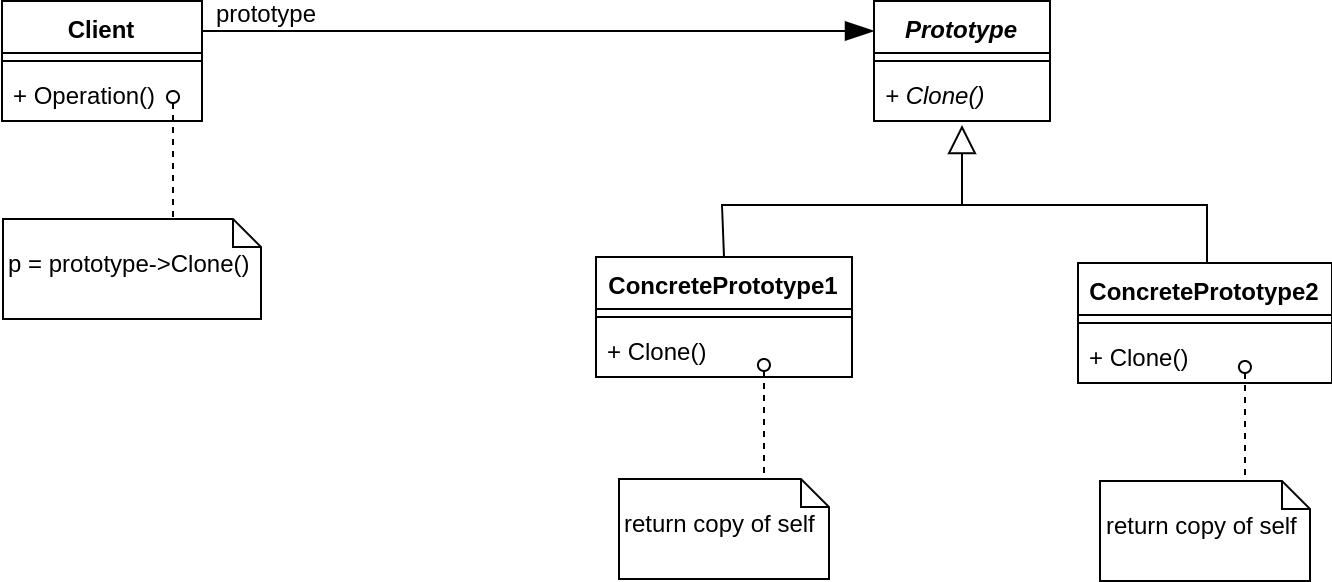 Client
prototype
Prototype
+ Operation()
+ Clone()
p = prototype->Clone()
ConcretePrototype1
ConcretePrototype2
+ Clone()
+ Clone()
return copy of self
return copy of self